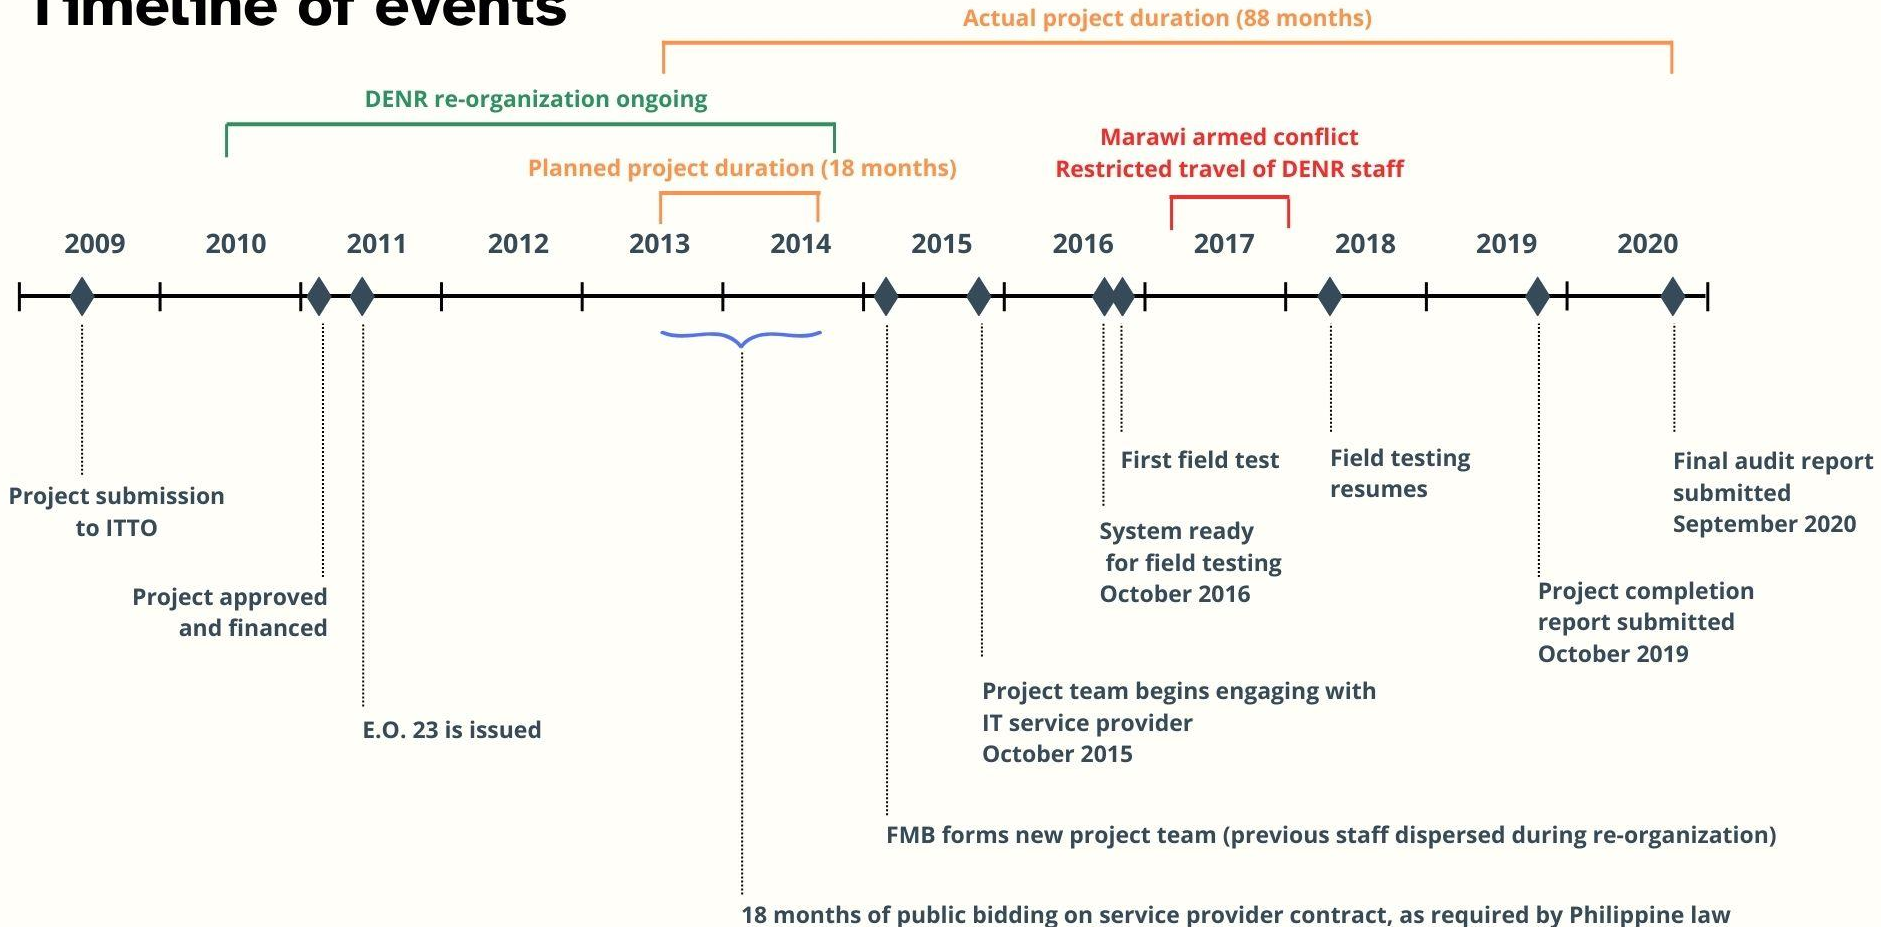 Timeline of events
Actual project duration (88 months)
DENR re-organization ongoing
Marawi armed conflict
Restricted travel of DENR staff
Planned project duration (18 months)
2009 2010 2011 2012 2013 2014 2015 2016 2017 2018 2019 2020
Project submission
to ITTO
Project approved
and financed
E.O. 23 is issued
First field test
System ready
for field testing
October 2016
Field testing
resumes
Final audit report
submitted
September 2020
Project completion
report submitted
October 2019
Project team begins engaging with
IT service provider
October 2015
FMB forms new project team (previous staff dispersed during re-organization)
18 months of public bidding on service provider contract, as required by Philippine law